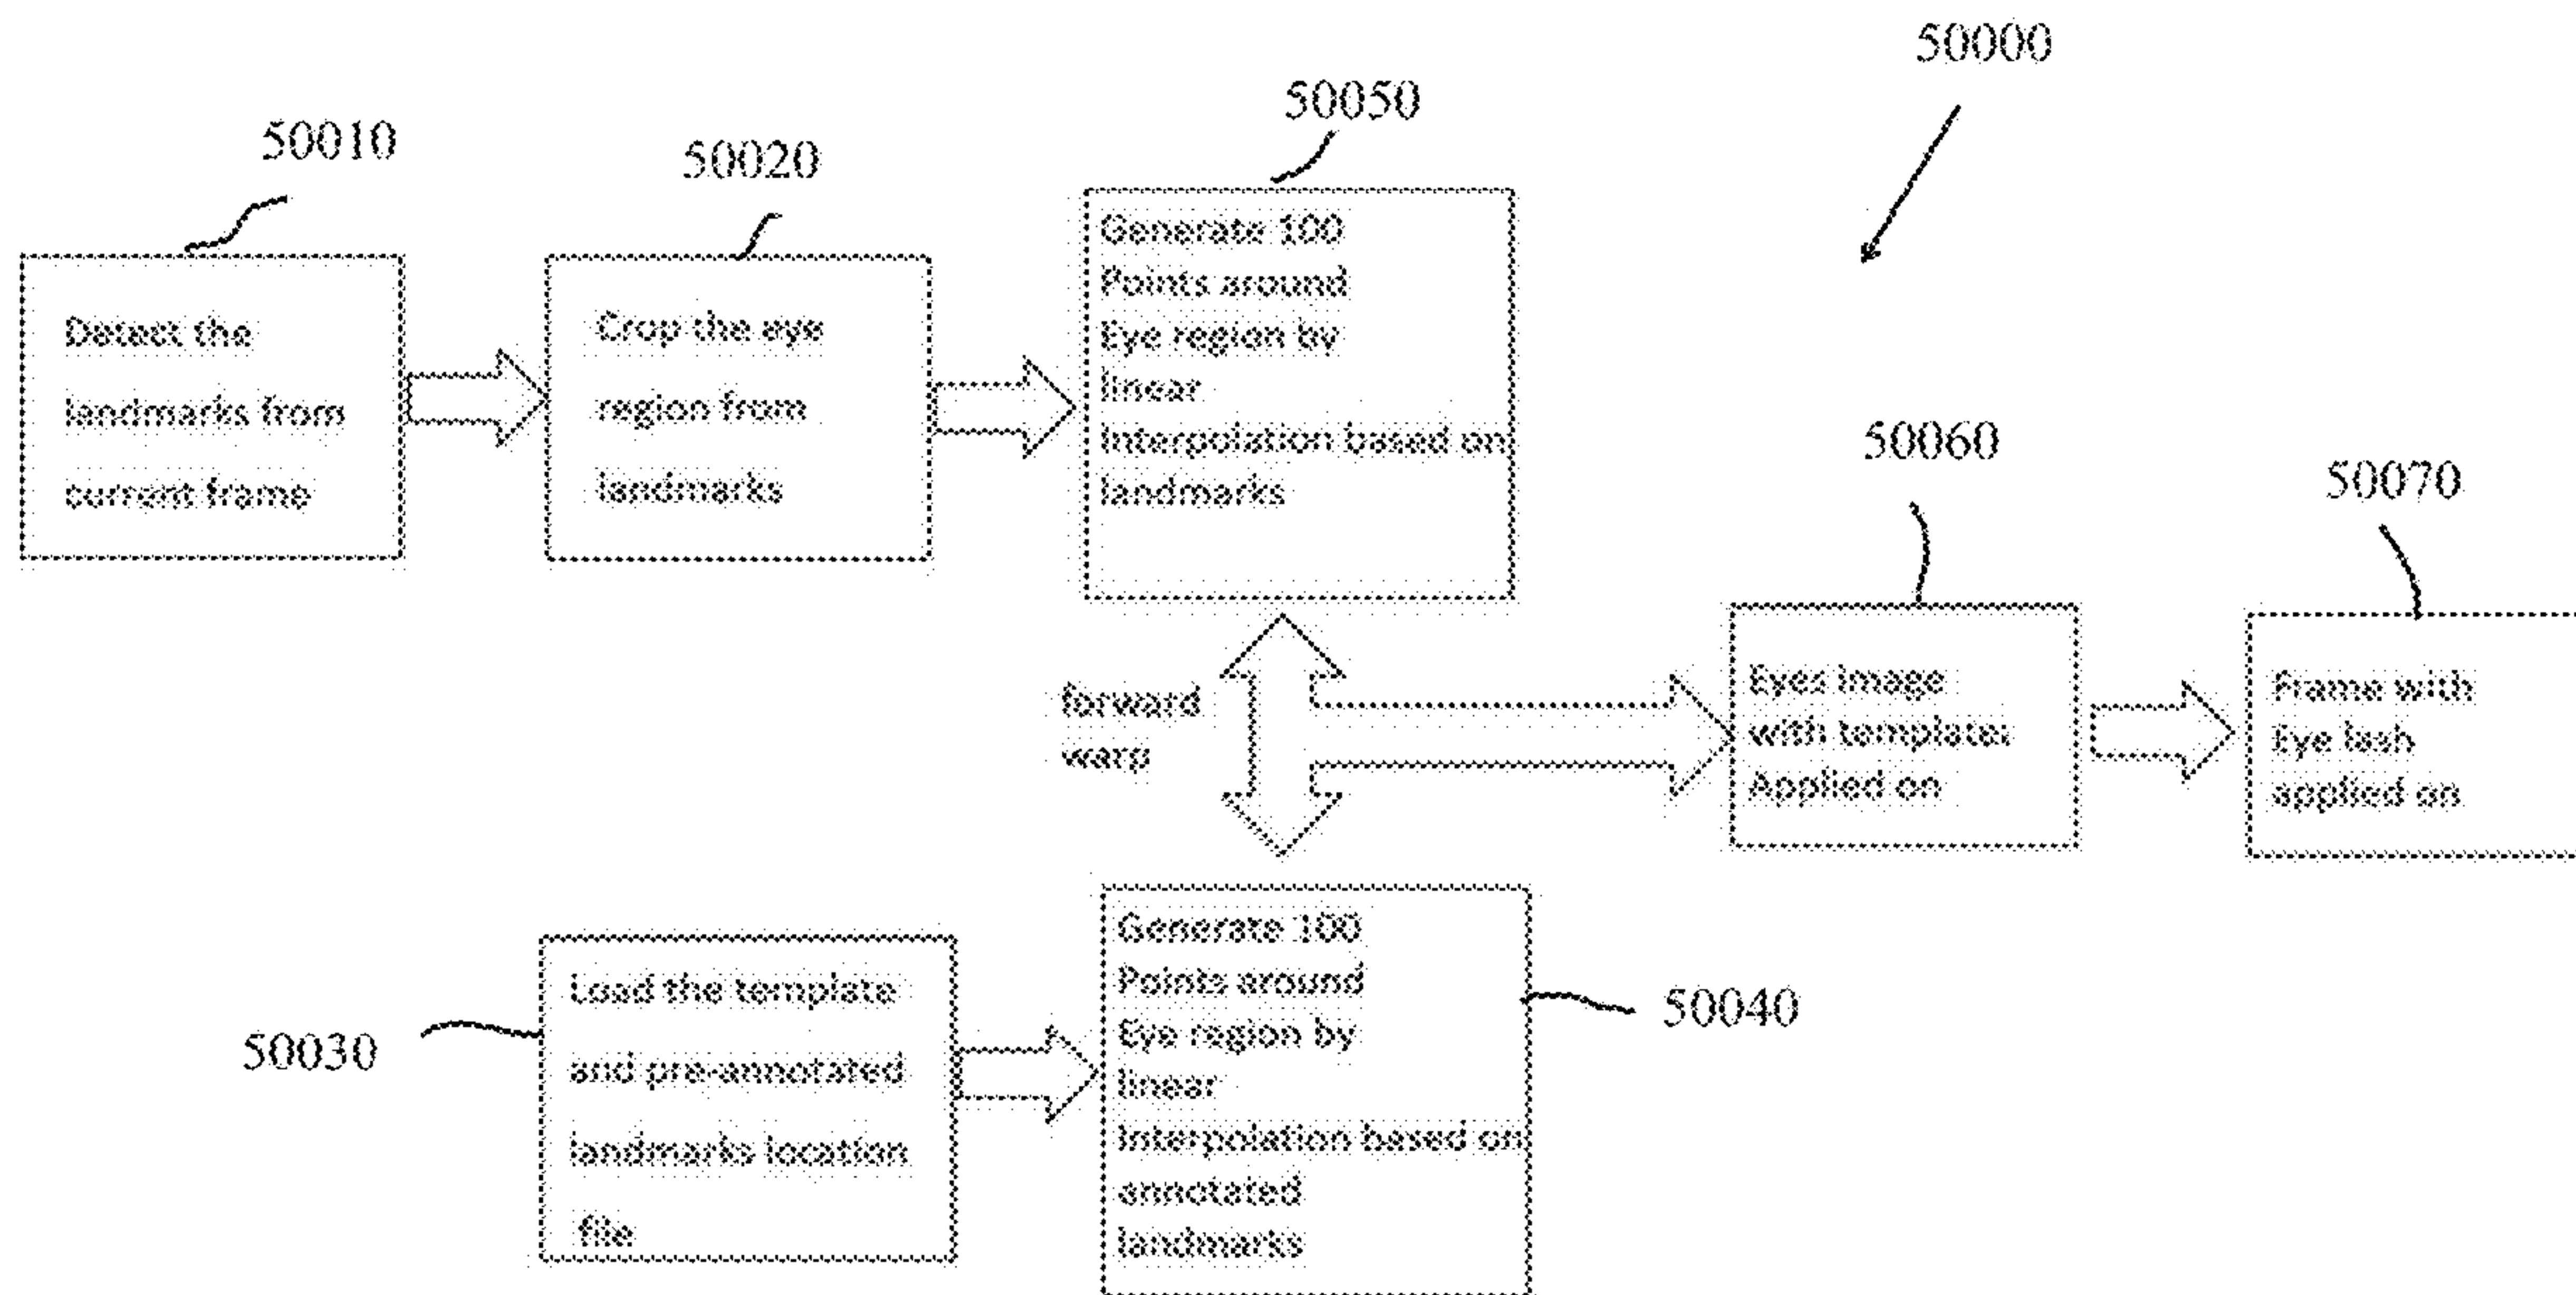 50000
50010
50020
50050
Detect the
landmarks from
current frame
Crop the eye
region from
landmarks
Generate 100
Points around
Eye region by
linear
Interpolation based on
landmarks
50060
50070
forward
warp
Eyes image
with templates
Applied on
Frame with
Eye lash
applied on
50030
Load the template
and pre-annotated
landmarks location
file
Generate 100
Points around
Eye region by
linear
Interpolation based on
annotated
landmarks
50040